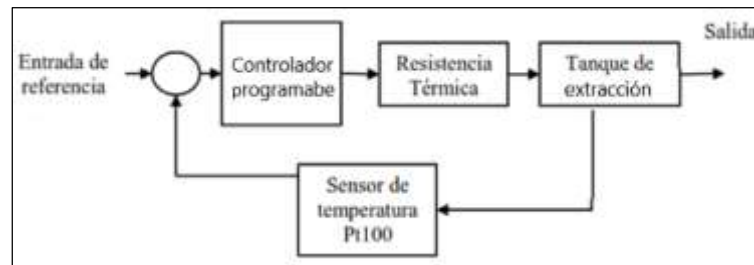 Salida
Entrada de
referencia
Controlador
programabe
Resistencia
Térmica
Tanque de
extracción
Sensor de
temperatura
Pt100